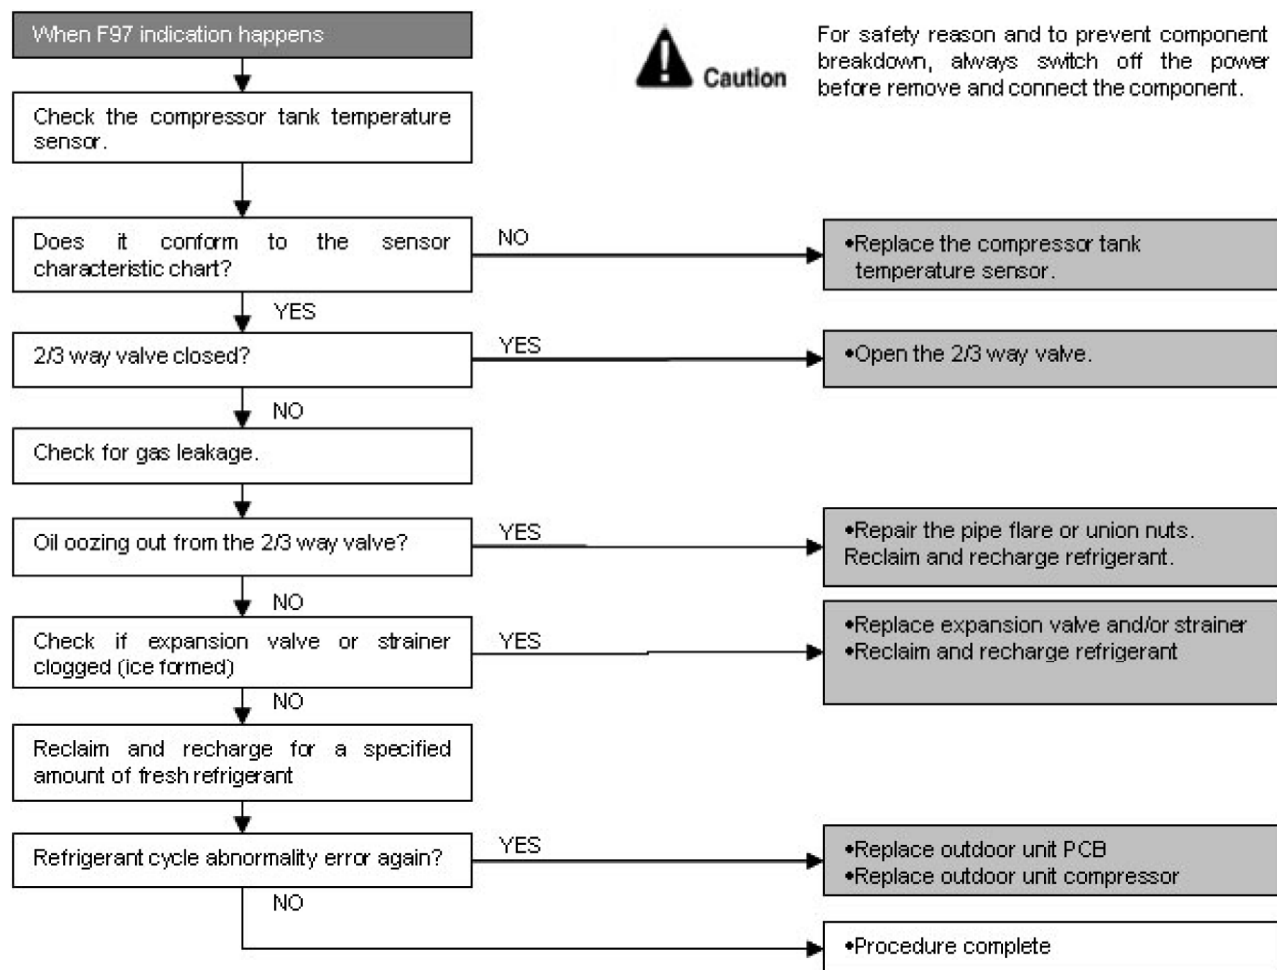 When F97 indication happens
Caution
For safety reason and to prevent component
breakdown, always switch off the power
before remove and connect the component.
Check the compressor tank temperature
sensor.
Does it conform to the sensor
characteristic chart?
NO
•Replace the compressor tank
temperature sensor.
YES
2/3 way valve closed?
YES
•Open the 2/3 way valve.
NO
Check for gas leakage.
Oil oozing out from the 2/3 way valve?
YES
•Repair the pipe flare or union nuts.
Reclaim and recharge refrigerant.
NO
Check if expansion valve or strainer
clogged (ice formed)
YES
•Replace expansion valve and/or strainer
•Reclaim and recharge refrigerant
NO
Reclaim and recharge for a specified
amount of fresh refrigerant
Refrigerant cycle abnormality error again?
YES
•Replace outdoor unit PCB
•Replace outdoor unit compressor
NO
•Procedure complete